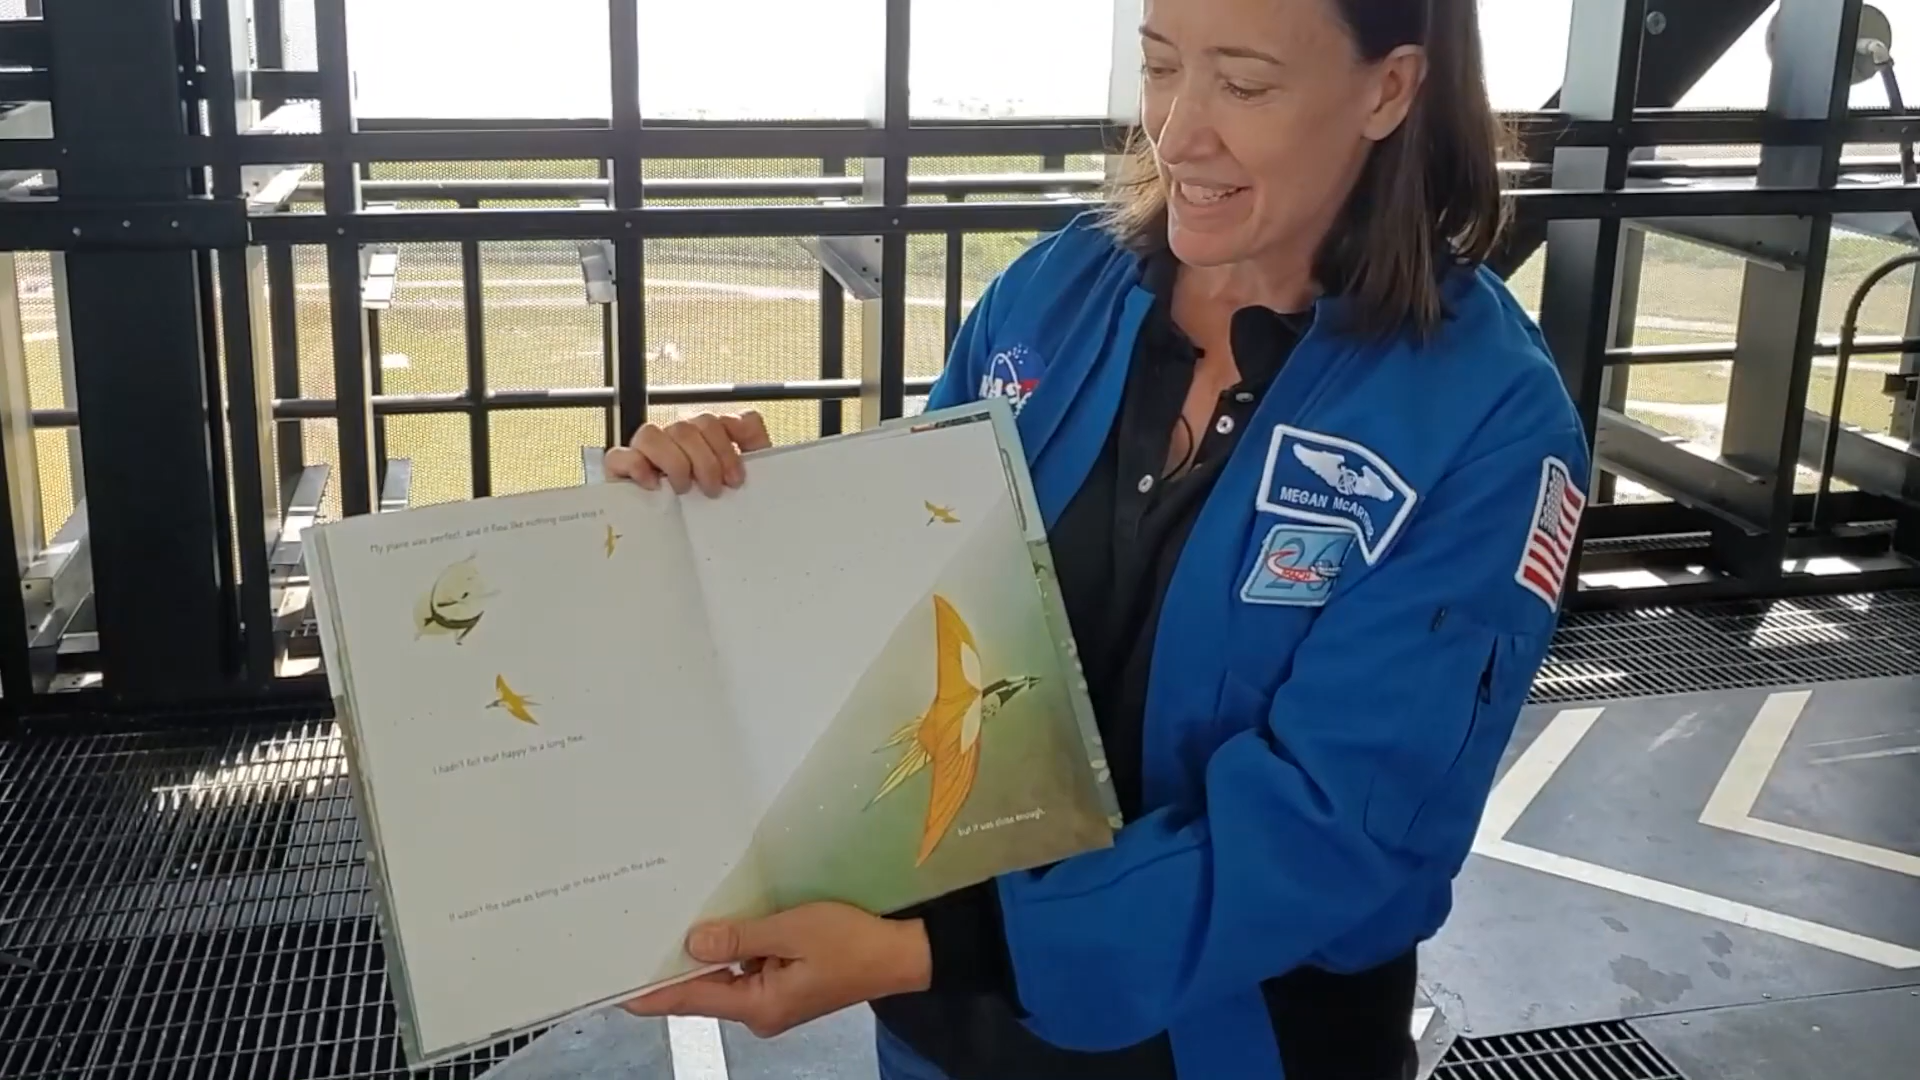 My plane was perfect, and it flew like nothing could stop it.
I hadn't felt that happy in a long time.
It wasn't the same as being up in the sky with the birds,
but it was close enough.
NASA
MEGAN MCARTHUR
26
MACH